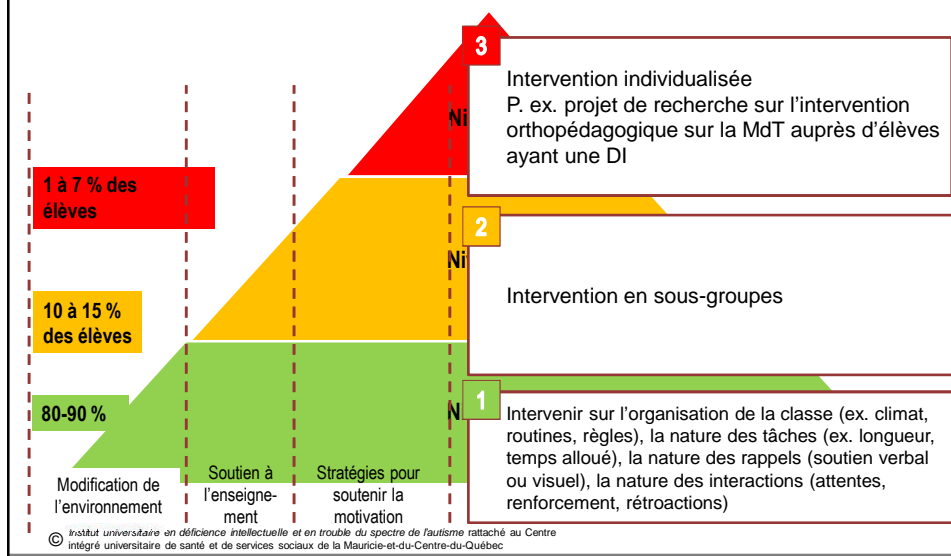 3
Intervention individualisée
P. ex. projet de recherche sur l'intervention
orthopédagogique sur la MdT auprès d'élèves
ayant une DI
1 à 7 % des
élèves
2
Intervention en sous-groupes
10 à 15 %
des élèves
80-90 %
1
Intervenir sur l'organisation de la classe (ex. climat,
routines, règles), la nature des tâches (ex. longueur,
temps alloué), la nature des rappels (soutien verbal
ou visuel), la nature des interactions (attentes,
renforcement, rétroactions)
Modification de
l'environnement
Soutien à
l'enseigne-
ment
Stratégies pour
soutenir la
motivation
© Institut universitaire en déficience intellectuelle et en trouble du spectre de l'autisme rattaché au Centre
intégré universitaire de santé et de services sociaux de la Mauricie-et-du-Centre-du-Québec